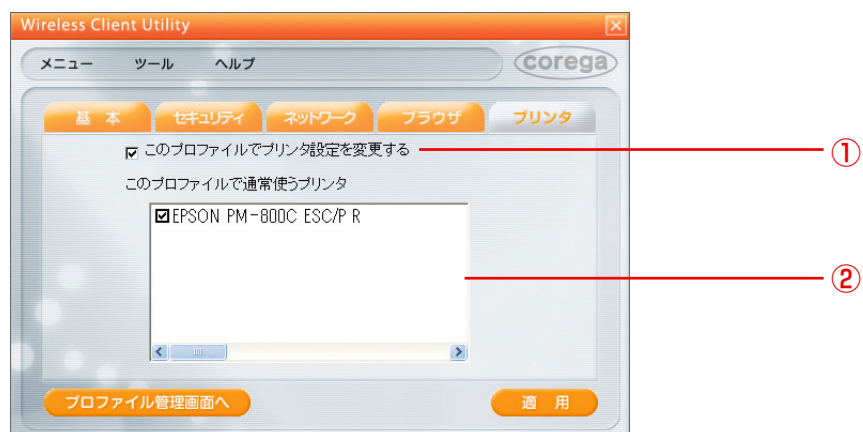 Wireless Client Utility
メニュー ツール ヘルプ corega
基 本 セキュリティ ネットワーク ブラウザ プリンタ
このプロファイルでプリンタ設定を変更する ①
このプロファイルで通常使うプリンタ
EPSON PM-800C ESC/P R
②
プロファイル管理画面へ 適 用